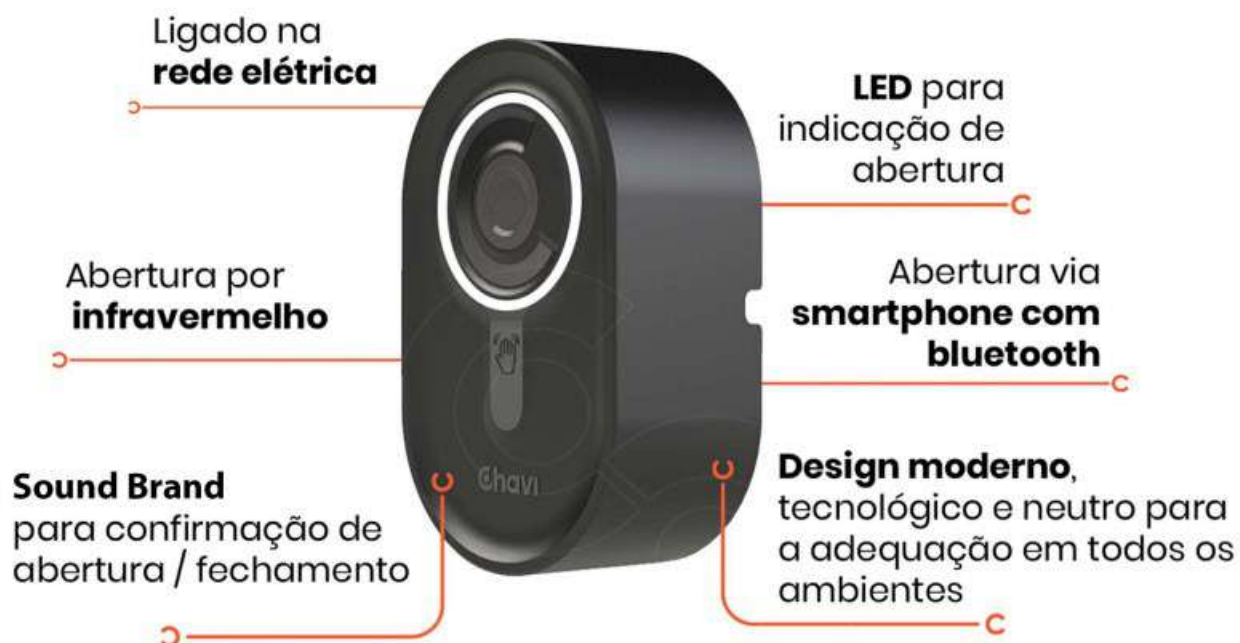 Ligado na
rede elétrica
LED para
indicação de
abertura
Abertura por
infravermelho
Abertura via
smartphone com
bluetooth
Sound Brand
para confirmação de
abertura / fechamento
Chavi
Design moderno,
tecnológico e neutro para
a adequação em todos os
ambientes